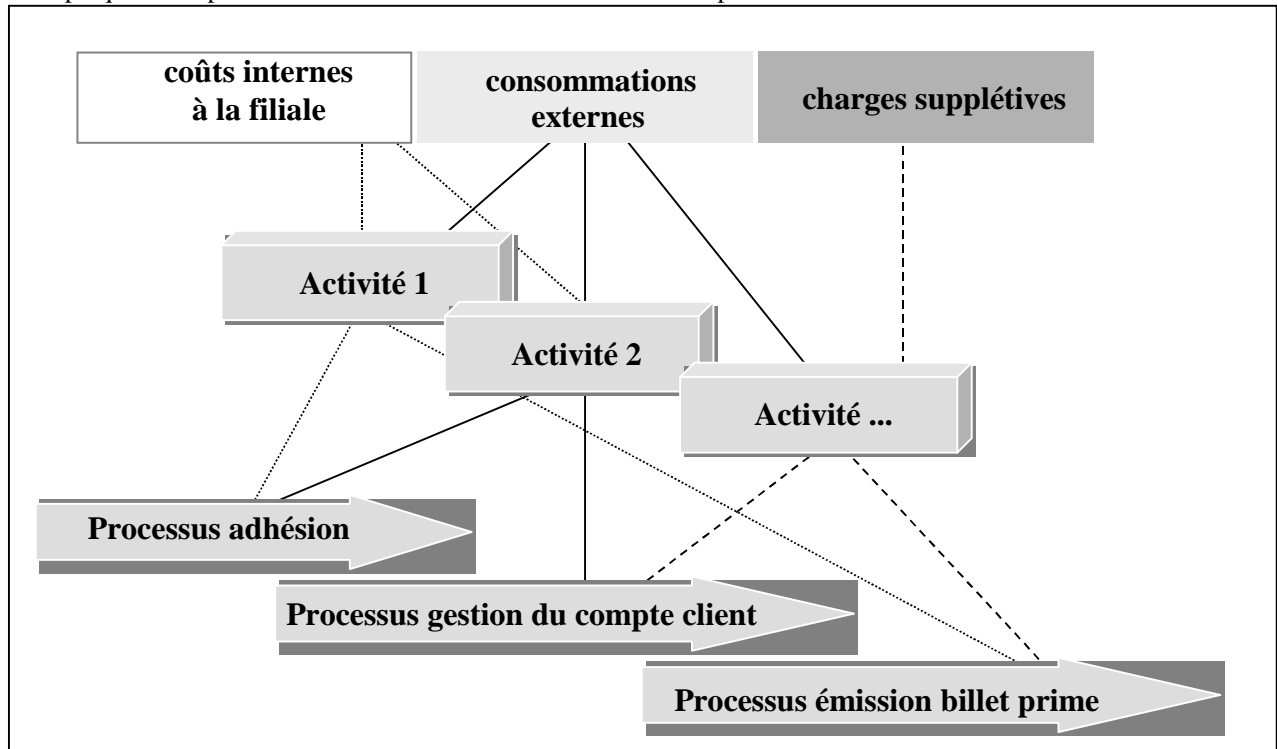 coûts internes
à la filiale
consommations
externes
charges supplétives
Activité 1
Activité 2
Activité ...
Processus adhésion
Processus gestion du compte client
Processus émission billet prime